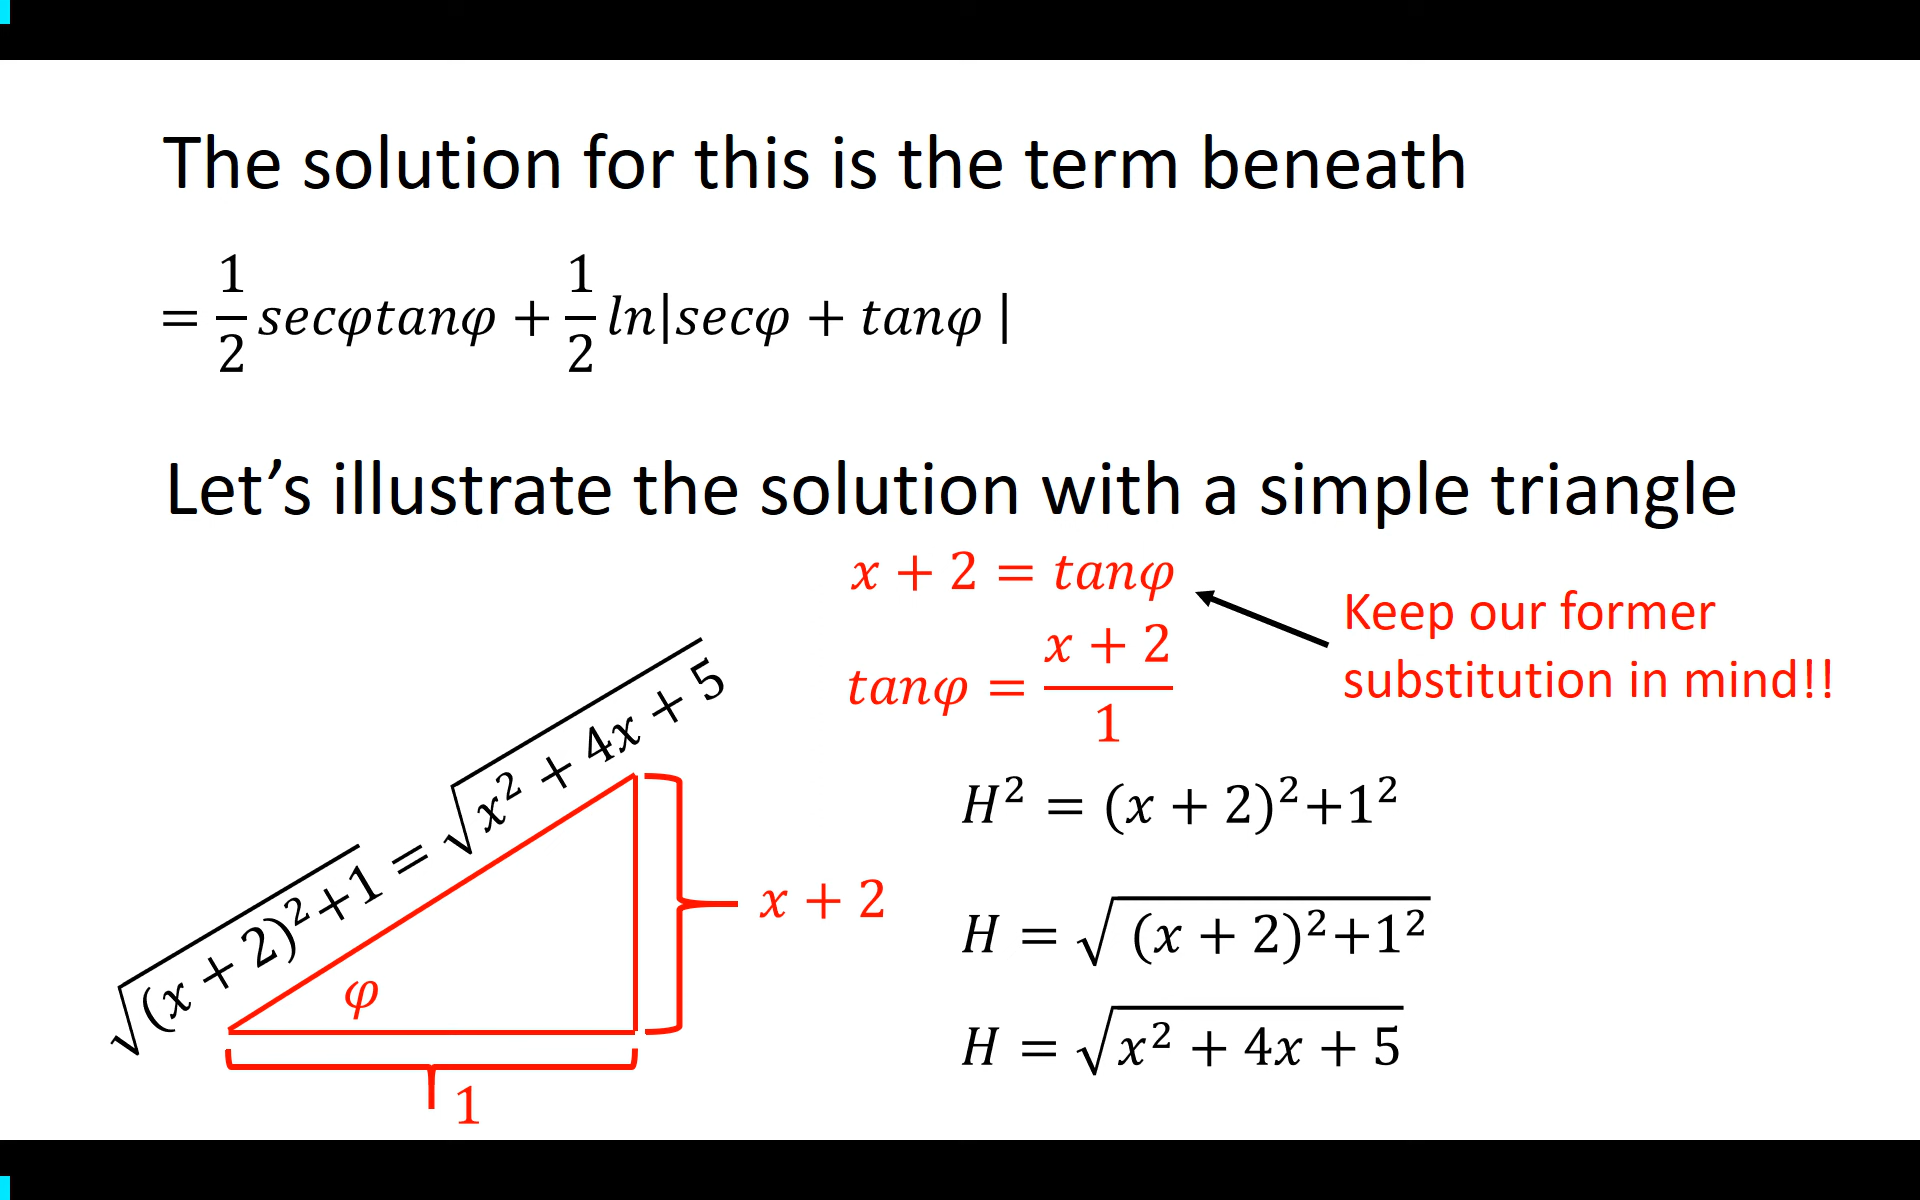 The solution for this is the term beneath
= 1/2 secφtanφ + 1/2 ln|secφ + tanφ |
Let’s illustrate the solution with a simple triangle
x + 2 = tanφ
Keep our former
substitution in mind!!
tanφ = x + 2/1
√(x + 2)²+1 = √x² + 4x + 5
H² = (x + 2)²+1²
x + 2
H = √ (x + 2)²+1²
φ
H = √x² + 4x + 5
1